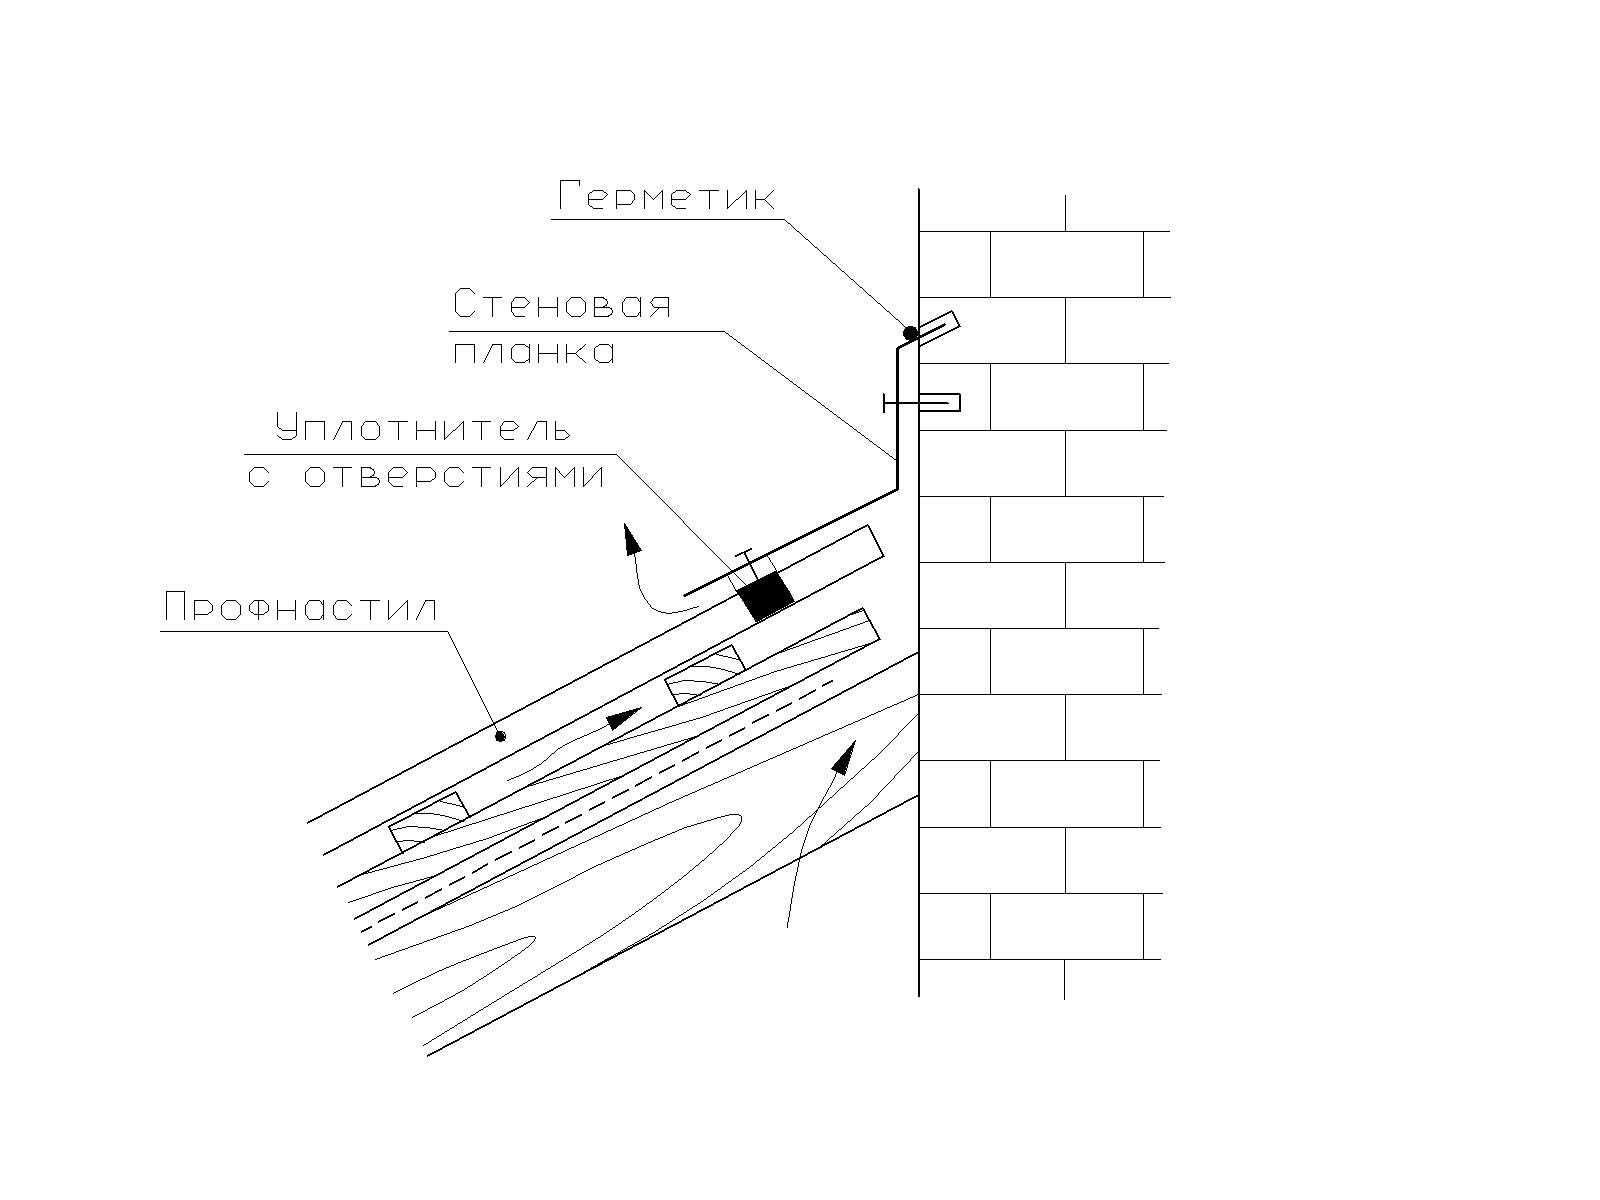 Герметик
Стеновая
планка
Уплотнитель
с отверстиями
Профнастил